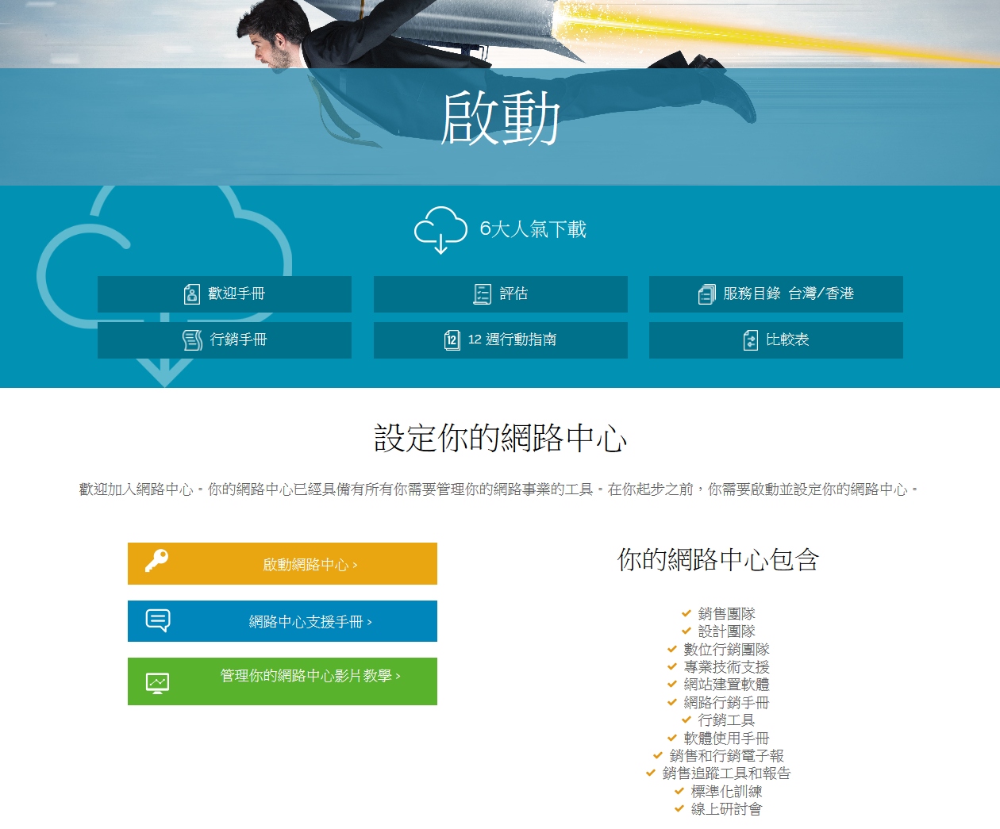 啟動
6大人氣下載
歡迎手冊
評估
服務目錄 台灣/香港
行銷手冊
12 週行動指南
比較表
設定你的網路中心
歡迎加入網路中心。你的網路中心已經具備有所有你需要管理你的網路事業的工具。在你起步之前，你需要啟動並設定你的網路中心。
啟動網路中心 >
網路中心支援手冊 >
管理你的網路中心影片教學 >
你的網路中心包含
銷售團隊
設計團隊
數位行銷團隊
專業技術支援
網站建置軟體
網路行銷手冊
行銷工具
軟體使用手冊
銷售和行銷電子報
銷售追蹤工具和報告
標準化訓練
線上研討會